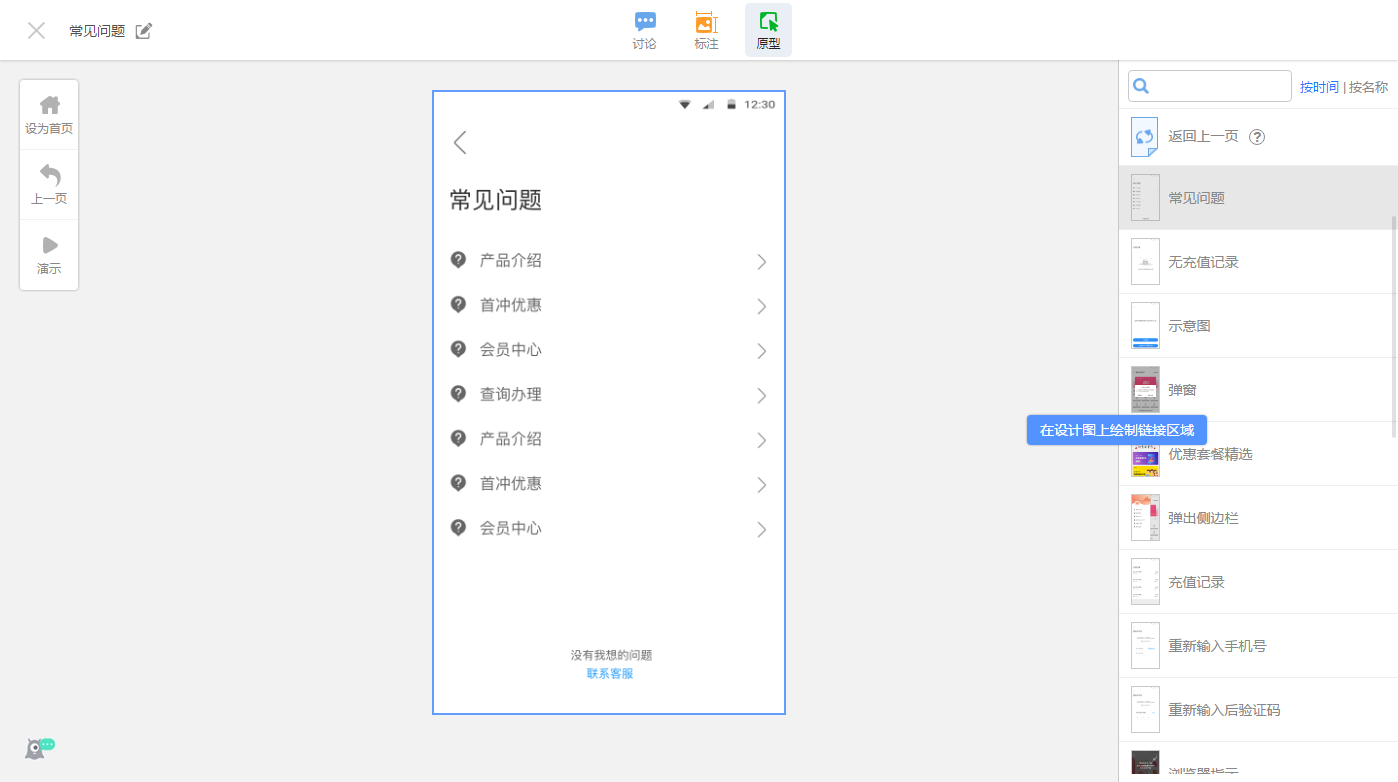 常见问题
讨论
标注
原型
设为首页
上一页
演示
12:30
常见问题
产品介绍
首冲优惠
会员中心
查询办理
产品介绍
首冲优惠
会员中心
没有我想的问题
联系客服
按时间 | 按名称
返回上一页 ?
常见问题
无充值记录
示意图
弹窗
在设计图上绘制链接区域
优惠套餐精选
弹出侧边栏
充值记录
重新输入手机号
重新输入后验证码
浏览器指示